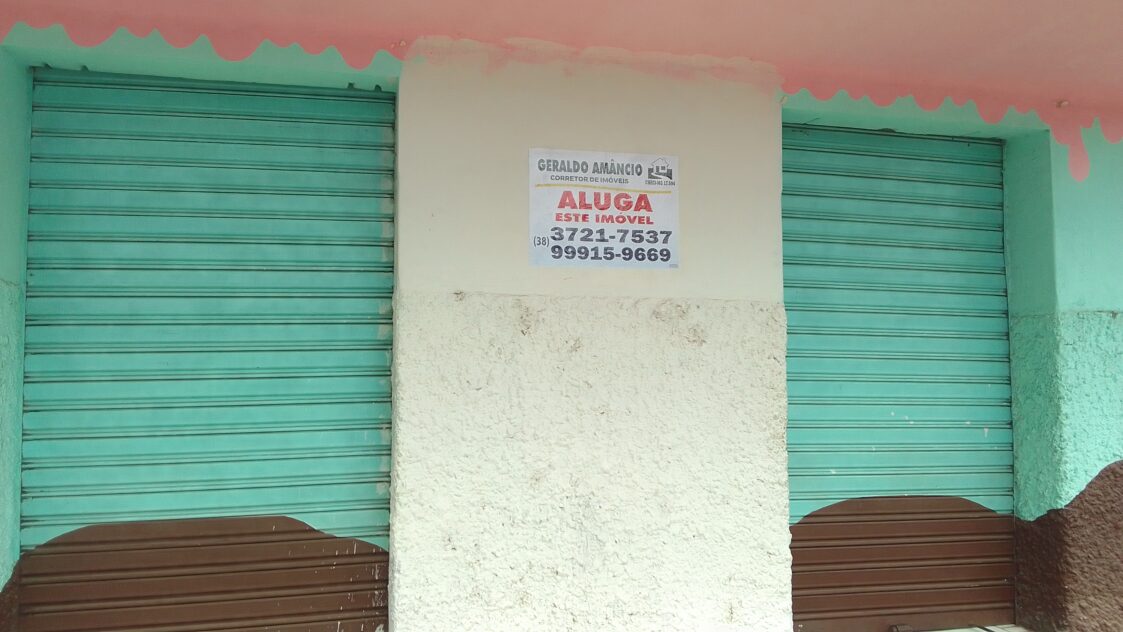 GERALDO AMÂNCIO
CORRETOR DE IMÓVEIS
ALUGA
ESTE IMÓVEL
(38) 3721-7537
99915-9669